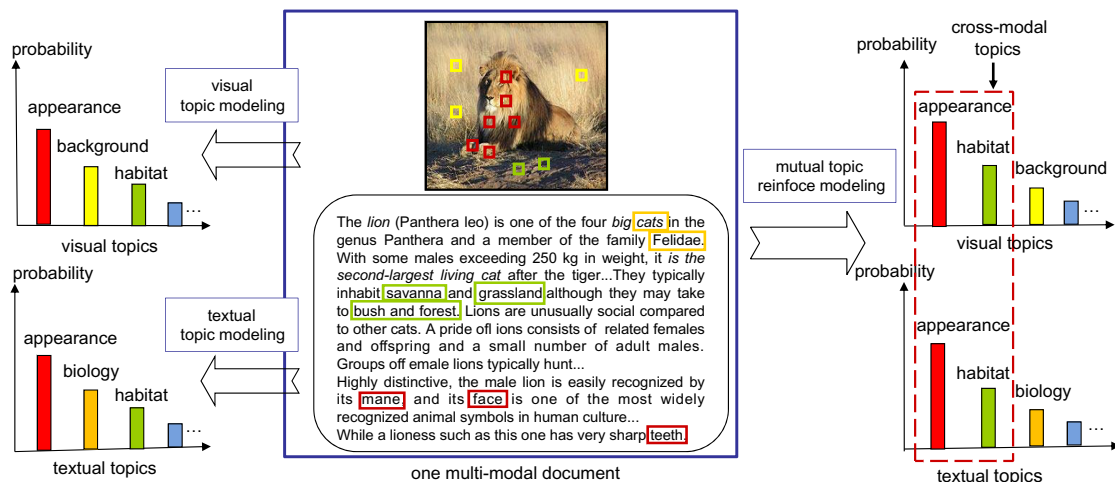 probability
appearance
background
habitat
...
visual topics
visual
topic modeling
probability
appearance
biology
habitat
...
textual topics
textual
topic modeling
The lion (Panthera leo) is one of the four big cats in the
genus Panthera and a member of the family Felidae.
With some males exceeding 250 kg in weight, it is the
second-largest living cat after the tiger...They typically
inhabit savanna and grassland although they may take
to bush and forest. Lions are unusually social compared
to other cats. A pride ofl ions consists of related females
and offspring and a small number of adult males.
Groups off emale lions typically hunt...
Highly distinctive, the male lion is easily recognized by
its mane, and its face is one of the most widely
recognized animal symbols in human culture...
While a lioness such as this one has very sharp teeth.
one multi-modal document
mutual topic
reinfoce modeling
cross-modal
topics
probability
appearance
habitat
background
...
visual topics
probability
appearance
habitat
biology
...
textual topics